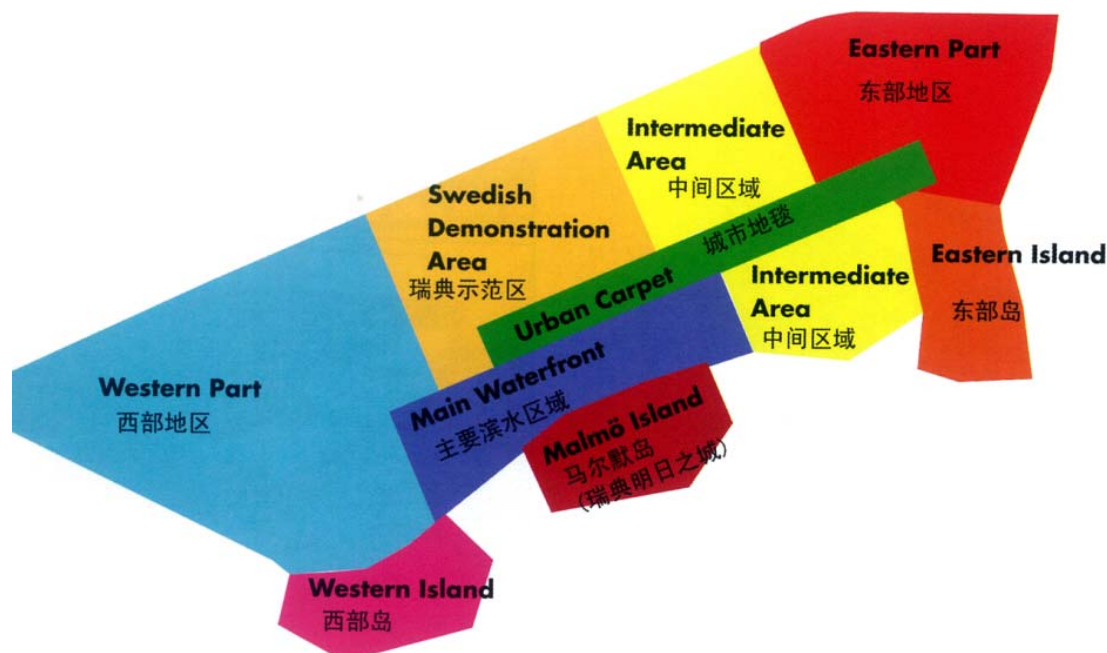 Eastern Part
东部地区
Intermediate
Area
中间区域
Swedish
Demonstration
Area
瑞典示范区
Urban Carpet 城市地毯
Intermediate
Area
中间区域
Eastern Island
东部岛
Western Part
西部地区
Main Waterfront
主要滨水区域
Malmö Island
马尔默岛
(瑞典明日之城)
Western Island
西部岛